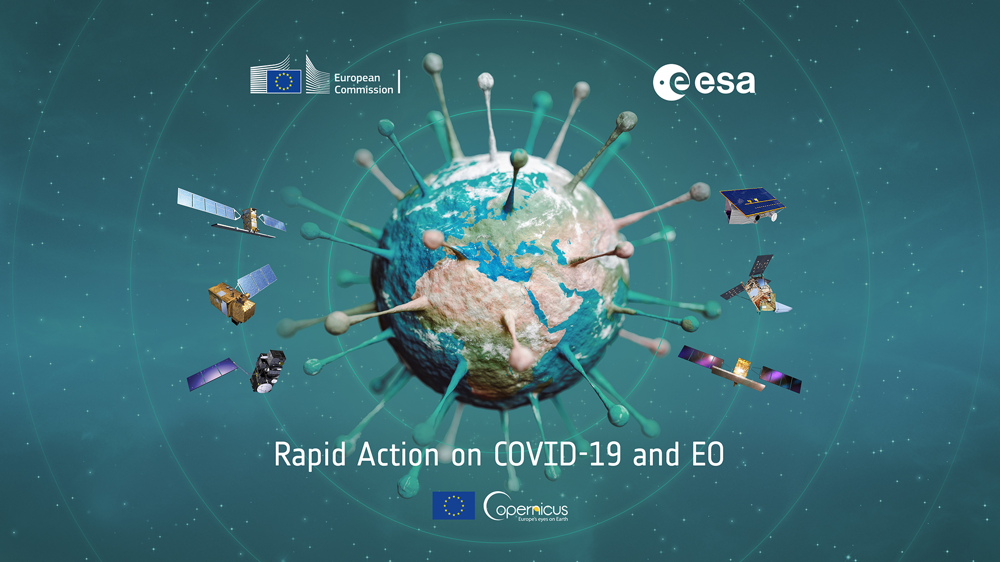 European
Commission
esa
Rapid Action on COVID-19 and EO
Copernicus
Europe's eyes on Earth